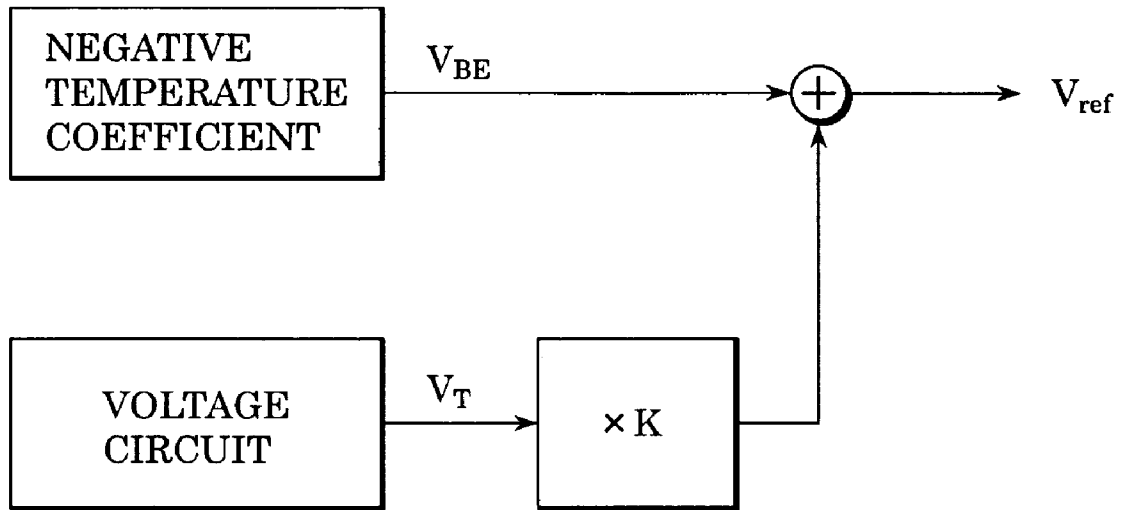 NEGATIVE
TEMPERATURE
COEFFICIENT
V_BE
+
V_ref
VOLTAGE
CIRCUIT
V_T
× K